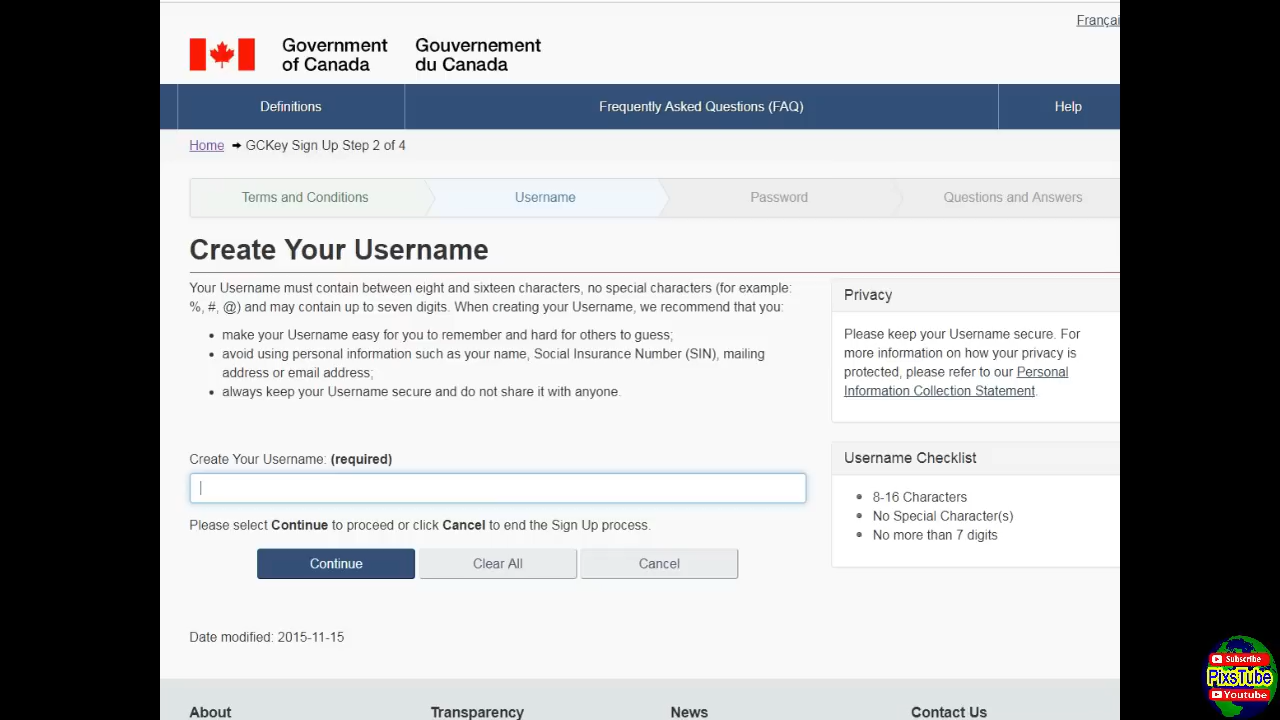 Françai
Government of Canada
Gouvernement du Canada
Definitions
Frequently Asked Questions (FAQ)
Help
Home ➞ GCKey Sign Up Step 2 of 4
Terms and Conditions
Username
Password
Questions and Answers
Create Your Username
Your Username must contain between eight and sixteen characters, no special characters (for example:
%, #, @) and may contain up to seven digits. When creating your Username, we recommend that you:
• make your Username easy for you to remember and hard for others to guess;
• avoid using personal information such as your name, Social Insurance Number (SIN), mailing
address or email address;
• always keep your Username secure and do not share it with anyone.
Create Your Username: (required)
Please select Continue to proceed or click Cancel to end the Sign Up process.
Continue
Clear All
Cancel
Privacy
Please keep your Username secure. For
more information on how your privacy is
protected, please refer to our Personal
Information Collection Statement.
Username Checklist
• 8-16 Characters
• No Special Character(s)
• No more than 7 digits
Date modified: 2015-11-15
About
Transparency
News
Contact Us
Subscribe
PixsTube
Youtube